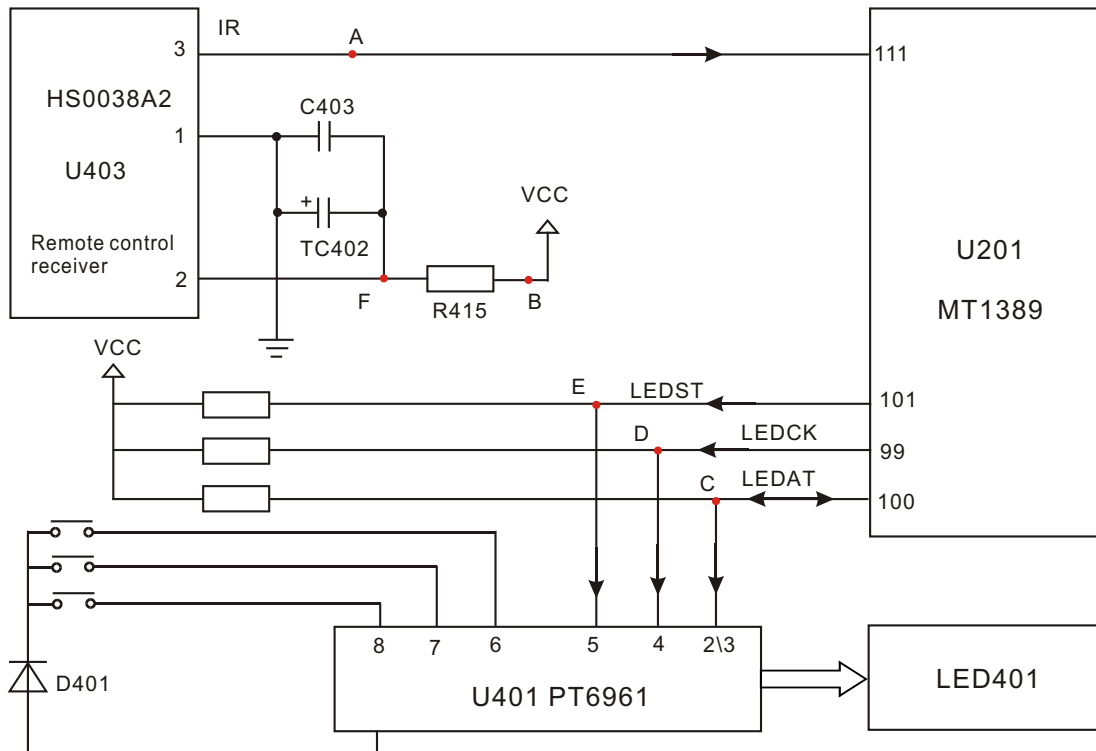 IR
A
3
111
HS0038A2
C403
1
U403
VCC
+
TC402
Remote control
receiver
U201
2
F
R415
B
MT1389
VCC
E
LEDST
101
D
LEDCK
99
C
LEDAT
100
8
7
6
5
4
2\3
D401
U401 PT6961
LED401